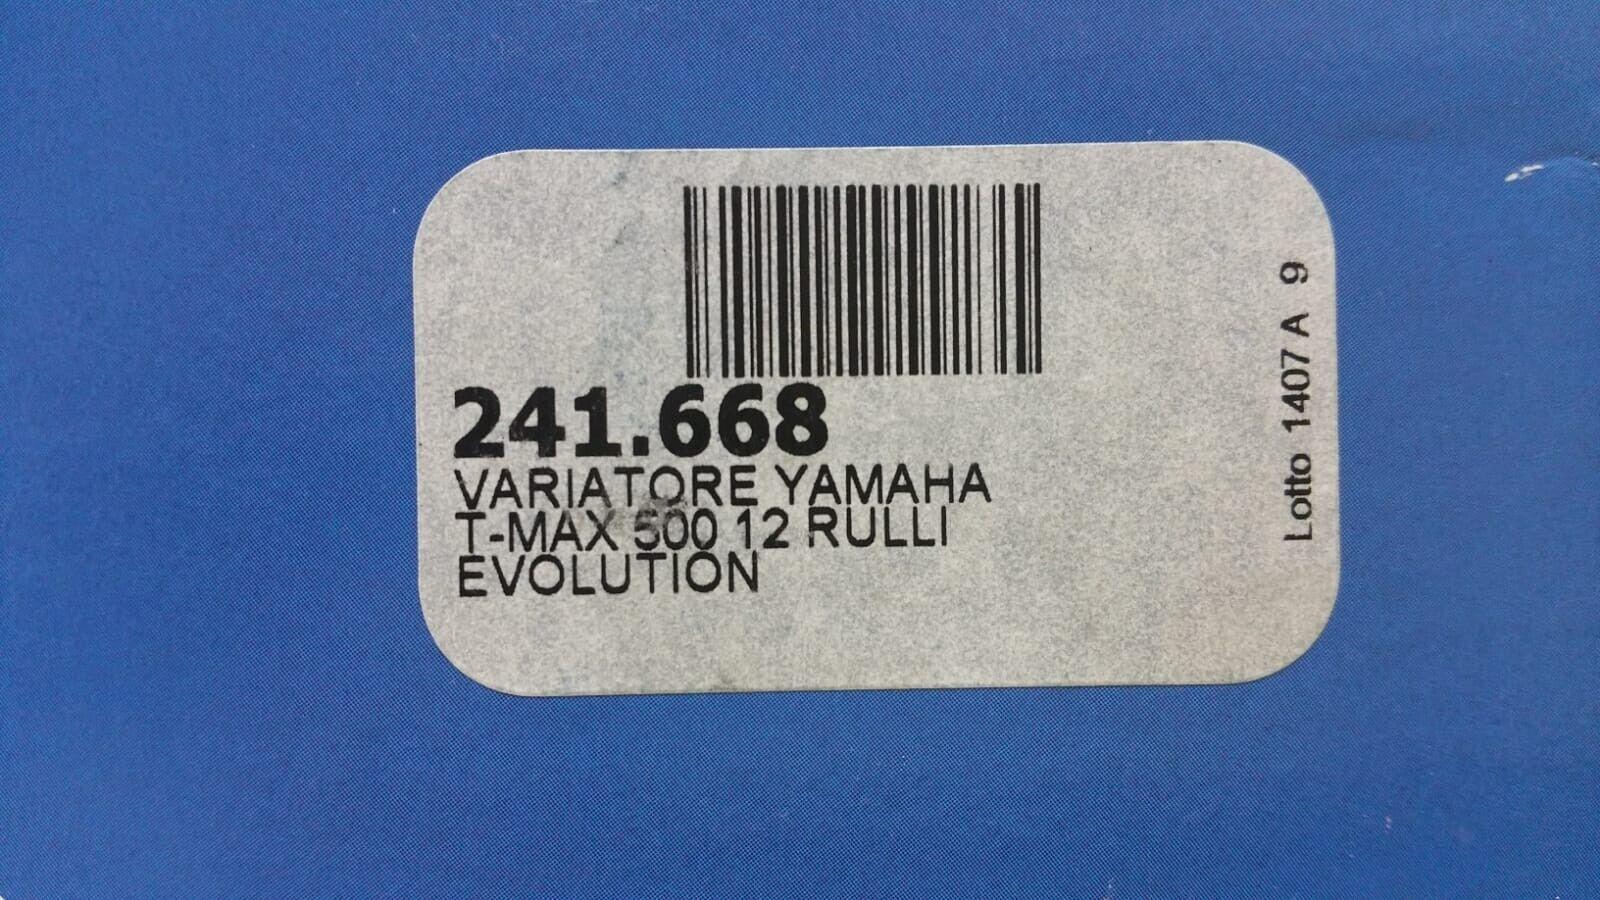 241.668
VARIATORE YAMAHA
T-MAX 500 12 RULLI
EVOLUTION
Lotto 1407 A 9